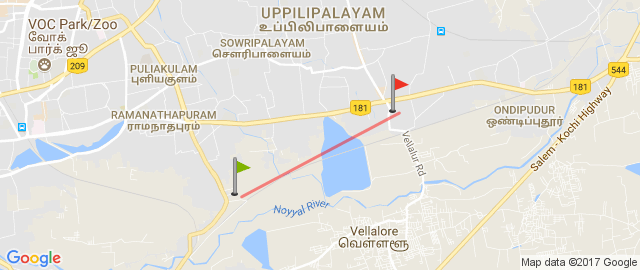 UPPILIPALAYAM
உப்பிலிபாளையம்
VOC Park/Zoo
வோக்
பார்க் ஜூ
SOWRIPALAYAM
சௌரிபாளையம்
209
PULIAKULAM
புளியகுளம்
544
181
181
RAMANATHAPURAM
ராமநாதபுரம்
ONDIPUDUR
ஒண்டிப்புதூர்
Vellalur Rd
Salem - Kochi Highway
Noyyal River
Vellalore
வெள்ளளூர்
Google
Map data ©2017 Google